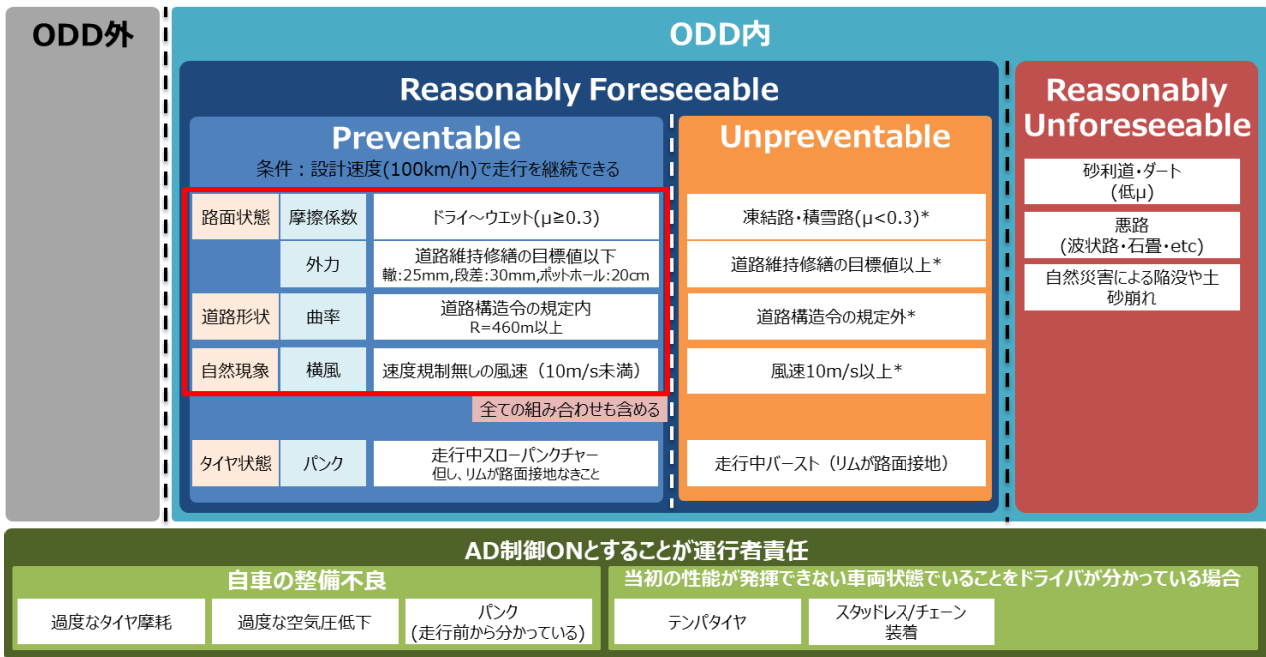 ODD外
ODD内
Reasonably Foreseeable
Preventable
条件：設計速度(100km/h)で走行を継続できる
路面状態
摩擦係数
ドライ～ウエット(μ≥0.3)
外力
道路維持修繕の目標値以下
轍:25mm,段差:30mm,ポットホール:20cm
道路形状
曲率
道路構造令の規定内
R=460m以上
自然現象
横風
速度規制無しの風速（10m/s未満）
全ての組み合わせも含める
タイヤ状態
パンク
走行中スローパンクチャー
但し、リムが路面接地なきこと
Unpreventable
凍結路・積雪路(μ<0.3)*
道路維持修繕の目標値以上*
道路構造令の規定外*
風速10m/s以上*
走行中バースト（リムが路面接地）
Reasonably
Unforeseeable
砂利道・ダート
(低μ)
悪路
(波状路・石畳・etc)
自然災害による陥没や土
砂崩れ
AD制御ONとすることが運行者責任
自車の整備不良
過度なタイヤ摩耗
過度な空気圧低下
パンク
(走行前から分かっている)
当初の性能が発揮できない車両状態でいることをドライバが分かっている場合
テンパタイヤ
スタッドレス/チェーン
装着